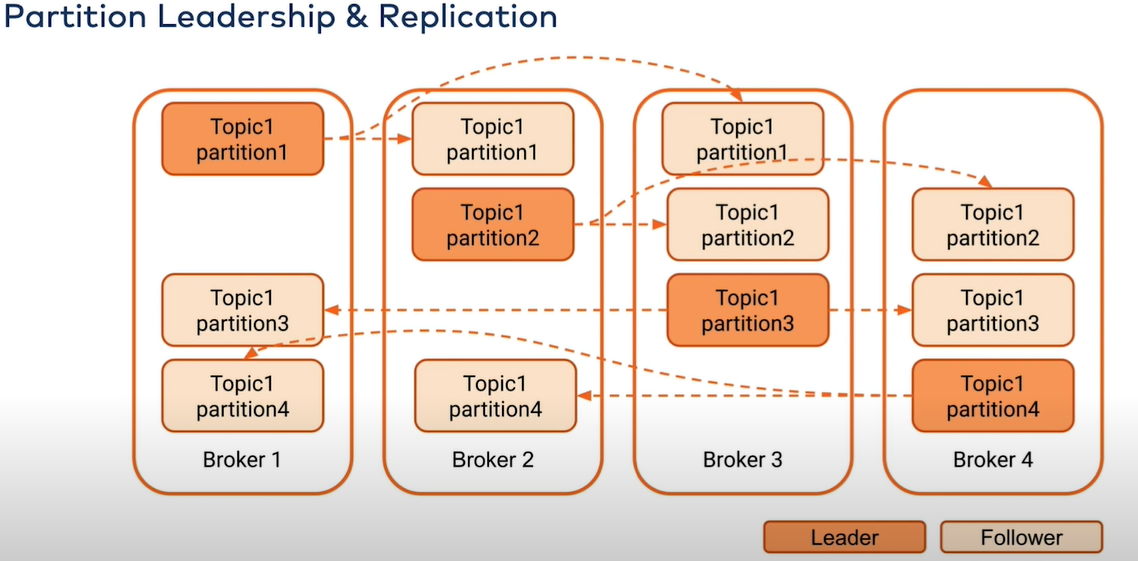 Partition Leadership & Replication
Topic1
partition1
Topic1
partition1
Topic1
partition1
Topic1
partition2
Topic1
partition2
Topic1
partition2
Topic1
partition3
Topic1
partition3
Topic1
partition3
Topic1
partition4
Topic1
partition4
Topic1
partition4
Broker 1
Broker 2
Broker 3
Broker 4
Leader
Follower